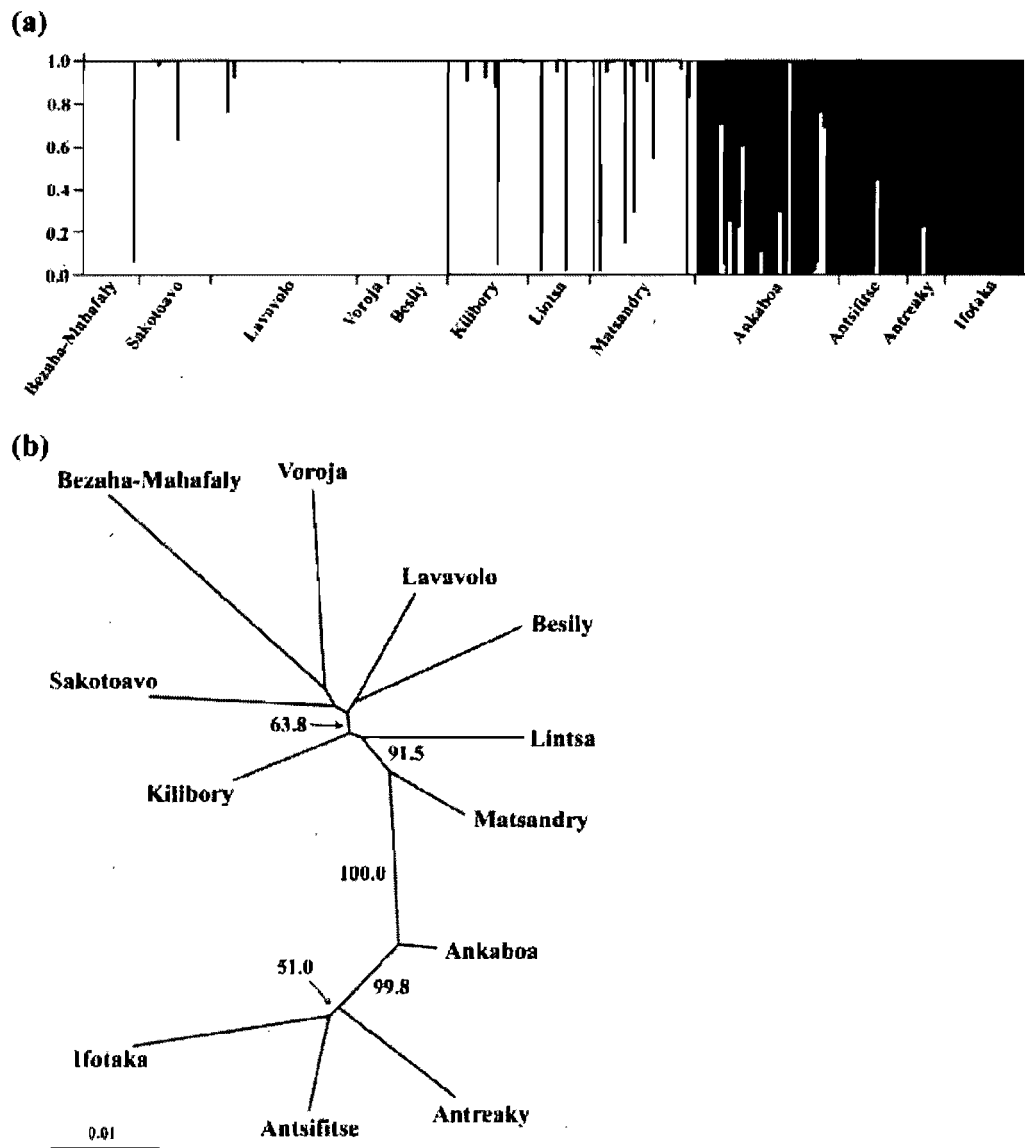 (a)
1.0
0.8
0.6
0.4
0.2
0.0
Bezaha-Mahafaly
Sakotoavo
Lavavolo
Voroja
Besily
Kilibory
Lintsa
Matsandry
Ankaboa
Antsifitse
Antreaky
Ifotaka
(b)
Bezaha-Mahafaly
Voroja
Lavavolo
Besily
Sakotoavo
63.8
Lintsa
91.5
Kilibory
Matsandry
100.0
Ankaboa
51.0
99.8
Ifotaka
Antreaky
Antsifitse
0.01